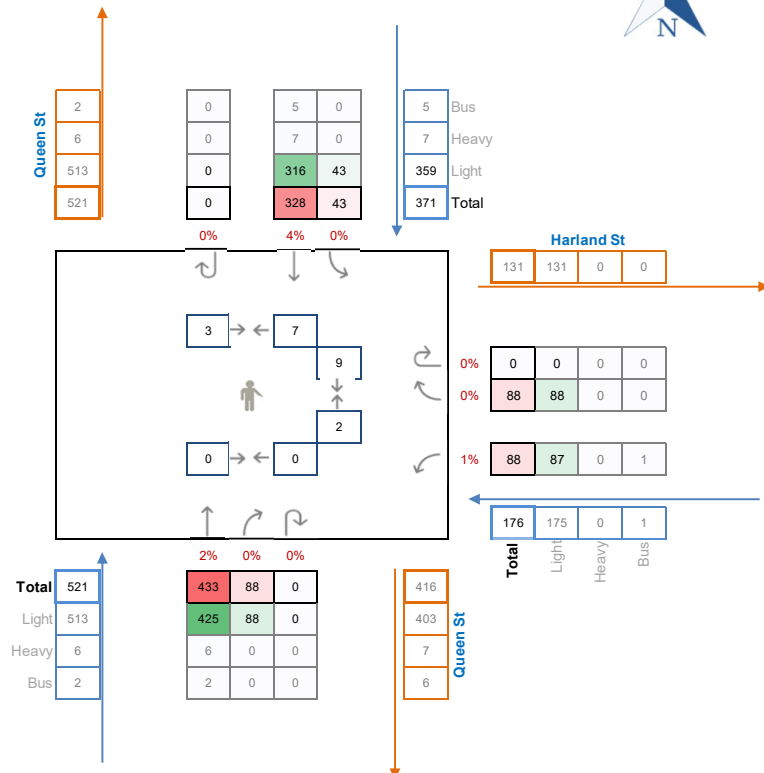 N
2 0 5 0 5 Bus
6 0 7 0 7 Heavy
513 0 316 43 359 Light
521 0 328 43 371 Total
Queen St
0% 4% 0%
Harland St
131 131 0 0
3 7
9
0% 0 0 0 0
0% 88 88 0 0
2
0 0
1% 88 87 0 1
176 175 0 1
Total Light Heavy Bus
2% 0% 0%
Total 521 433 88 0 416
Light 513 425 88 0 403
Heavy 6 6 0 0 7
Bus 2 2 0 0 6
Queen St